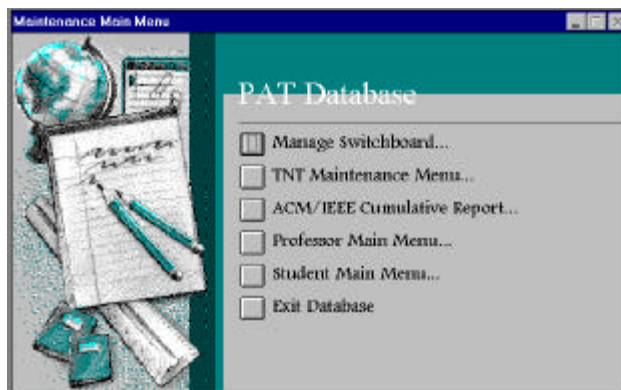 Maintenance Main Menu
PAT Database
Manage Switchboard...
TNT Maintenance Menu...
ACM/IEEE Cumulative Report...
Professor Main Menu...
Student Main Menu...
Exit Database